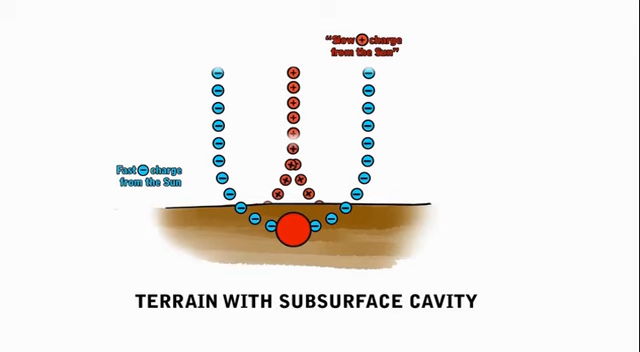 “Slow + charge
from the Sun”
Fast − charge
from the Sun
TERRAIN WITH SUBSURFACE CAVITY